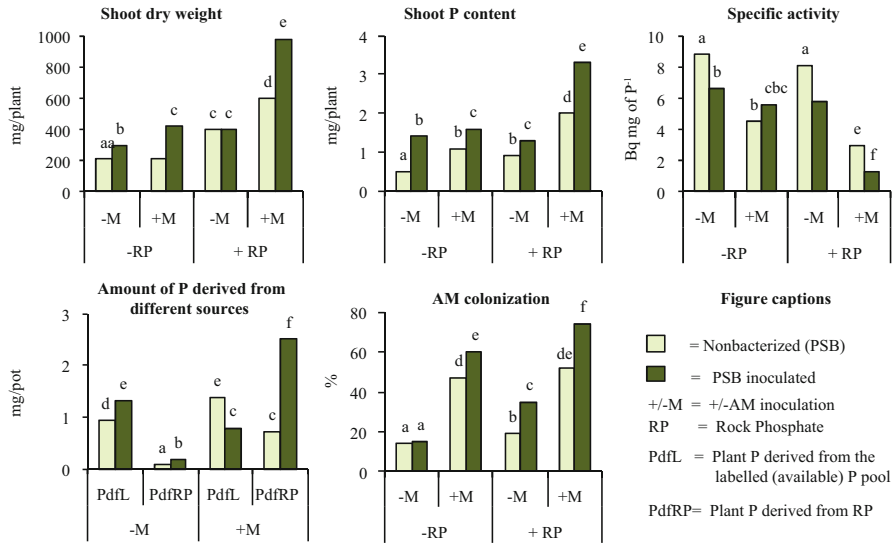 Shoot dry weight
mg/plant
1000
800
600
400
200
0
aa
b
c
c
c
d
e
-M
+M
-M
+M
-RP
+ RP
Shoot P content
mg/plant
4
3
2
1
0
a
b
b
c
b
c
d
e
-M
+M
-M
+M
-RP
+ RP
Specific activity
Bq mg of P-1
10
8
6
4
2
0
a
b
b
cbc
a
e
f
-M
+M
-M
+M
-RP
+ RP
Amount of P derived from
different sources
mg/pot
3
2
1
0
d
e
a
b
e
c
c
f
PdfL
PdfRP
PdfL
PdfRP
-M
+M
AM colonization
%
80
60
40
20
0
a
a
d
e
b
c
de
f
-M
+M
-M
+M
-RP
+ RP
Figure captions
= Nonbacterized (PSB)
= PSB inoculated
+/-M = +/-AM inoculation
RP = Rock Phosphate
PdfL = Plant P derived from the
labelled (available) P pool
PdfRP= Plant P derived from RP